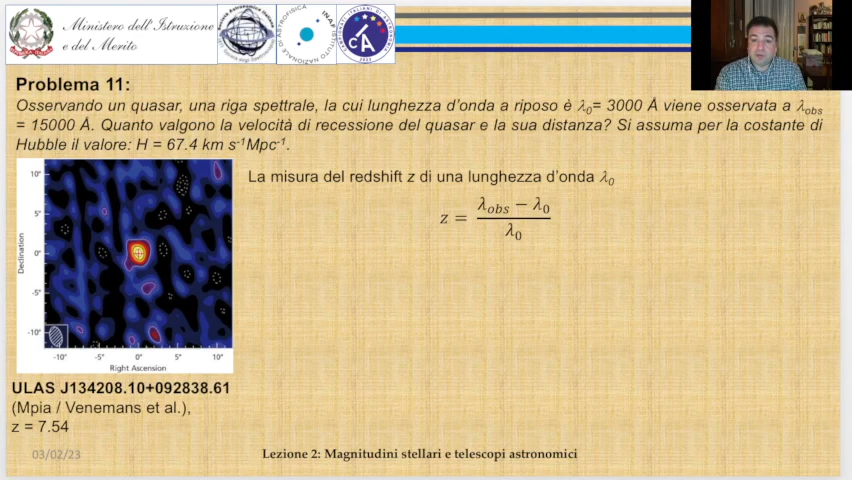 Ministero dell'Istruzione
e del Merito
Problema 11:
Osservando un quasar, una riga spettrale, la cui lunghezza d'onda a riposo è λ₀= 3000 Å viene osservata a λobs
= 15000 Å. Quanto valgono la velocità di recessione del quasar e la sua distanza? Si assuma per la costante di
Hubble il valore: H = 67.4 km s⁻¹Mpc⁻¹.
La misura del redshift z di una lunghezza d'onda λ₀
z = (λobs − λ₀) / λ₀
10°
5°
0°
-5°
-10°
Declination
-10° -5° 0° 5° 10°
Right Ascension
ULAS J134208.10+092838.61
(Mpia / Venemans et al.),
z = 7.54
03/02/23
Lezione 2: Magnitudini stellari e telescopi astronomici